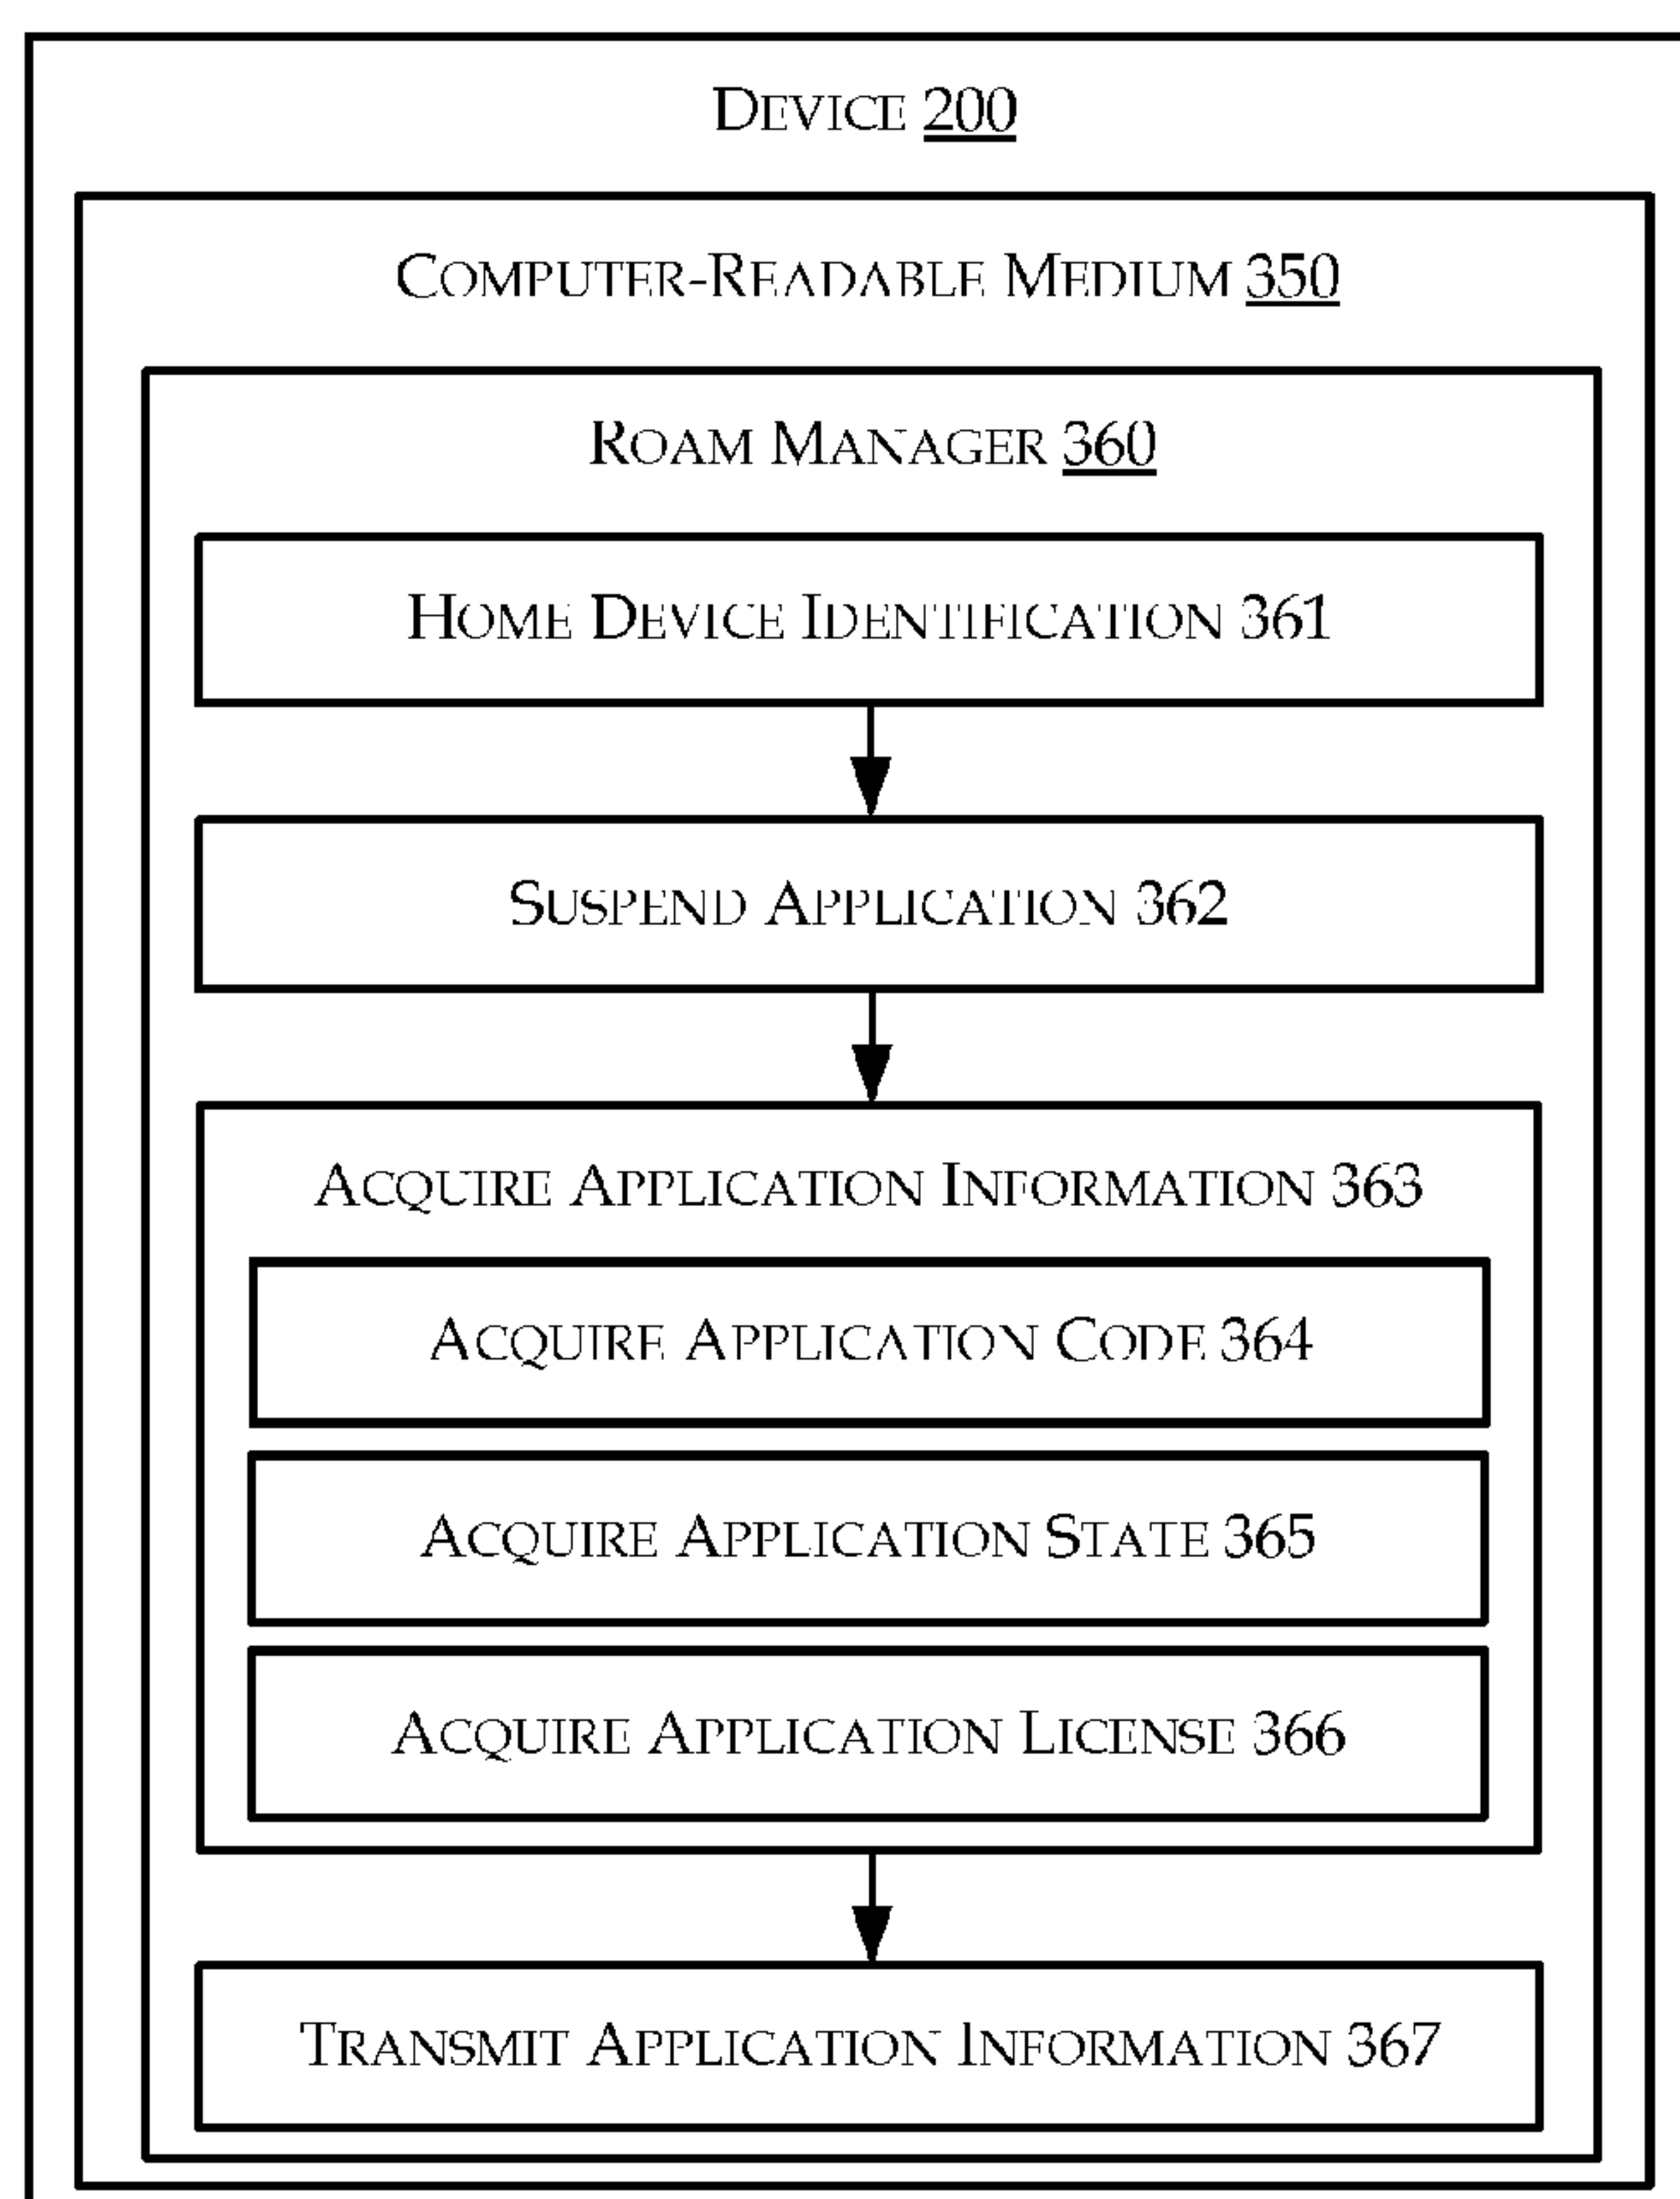 DEVICE 200
COMPUTER-READABLE MEDIUM 350
ROAM MANAGER 360
HOME DEVICE IDENTIFICATION 361
SUSPEND APPLICATION 362
ACQUIRE APPLICATION INFORMATION 363
ACQUIRE APPLICATION CODE 364
ACQUIRE APPLICATION STATE 365
ACQUIRE APPLICATION LICENSE 366
TRANSMIT APPLICATION INFORMATION 367